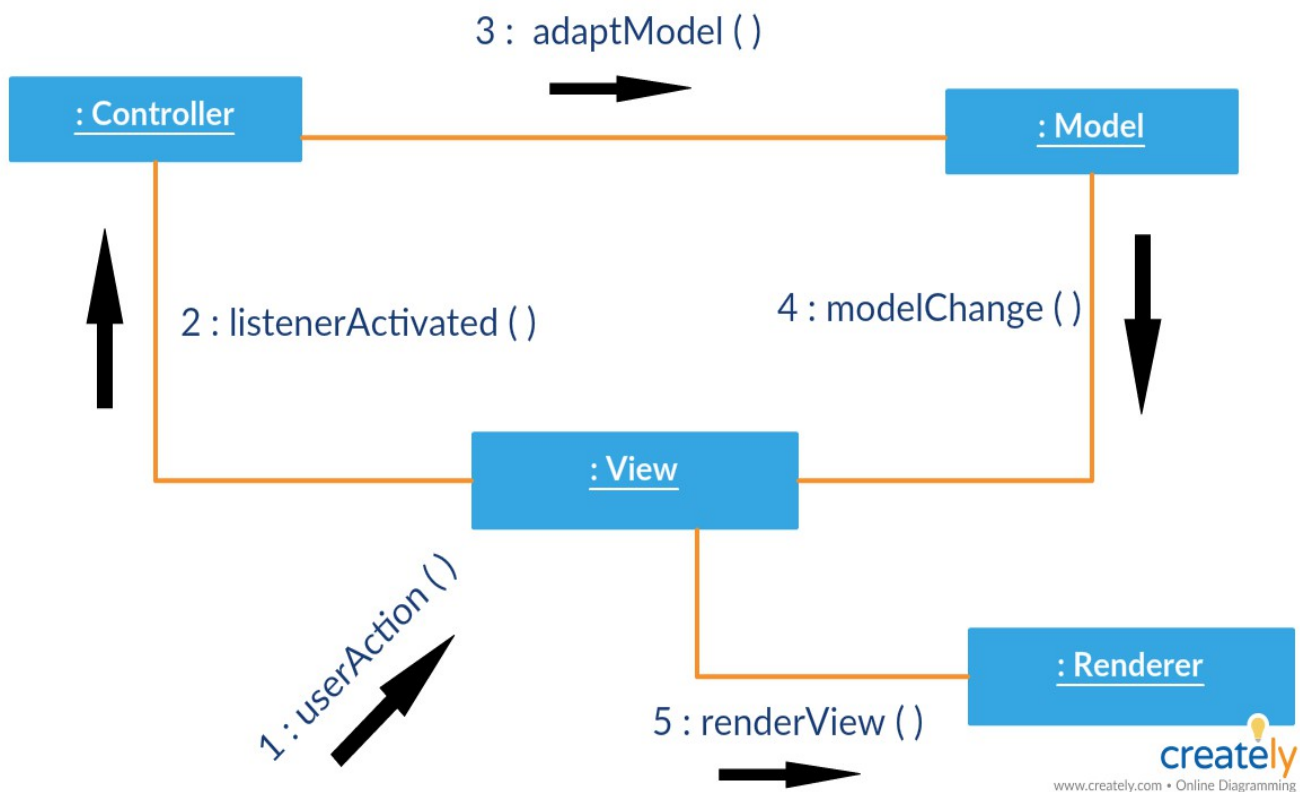 3 : adaptModel ( )
: Controller
: Model
2 : listenerActivated ( )
4 : modelChange ( )
: View
1 : userAction ( )
: Renderer
5 : renderView ( )
creately
www.creately.com • Online Diagramming